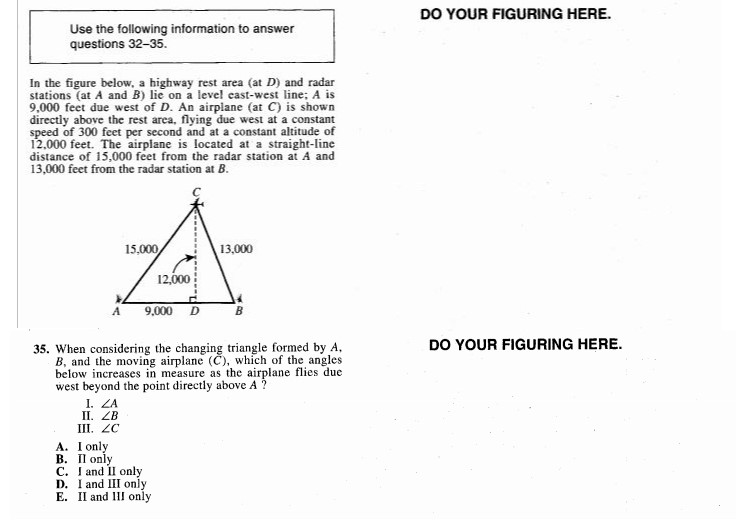 DO YOUR FIGURING HERE.
Use the following information to answer
questions 32–35.
In the figure below, a highway rest area (at D) and radar
stations (at A and B) lie on a level east-west line; A is
9,000 feet due west of D. An airplane (at C) is shown
directly above the rest area, flying due west at a constant
speed of 300 feet per second and at a constant altitude of
12,000 feet. The airplane is located at a straight-line
distance of 15,000 feet from the radar station at A and
13,000 feet from the radar station at B.
C
15,000
13,000
12,000
A 9,000 D B
35. When considering the changing triangle formed by A,
B, and the moving airplane (C), which of the angles
below increases in measure as the airplane flies due
west beyond the point directly above A ?
I. ∠A
II. ∠B
III. ∠C
A. I only
B. II only
C. I and II only
D. I and III only
E. II and III only
DO YOUR FIGURING HERE.